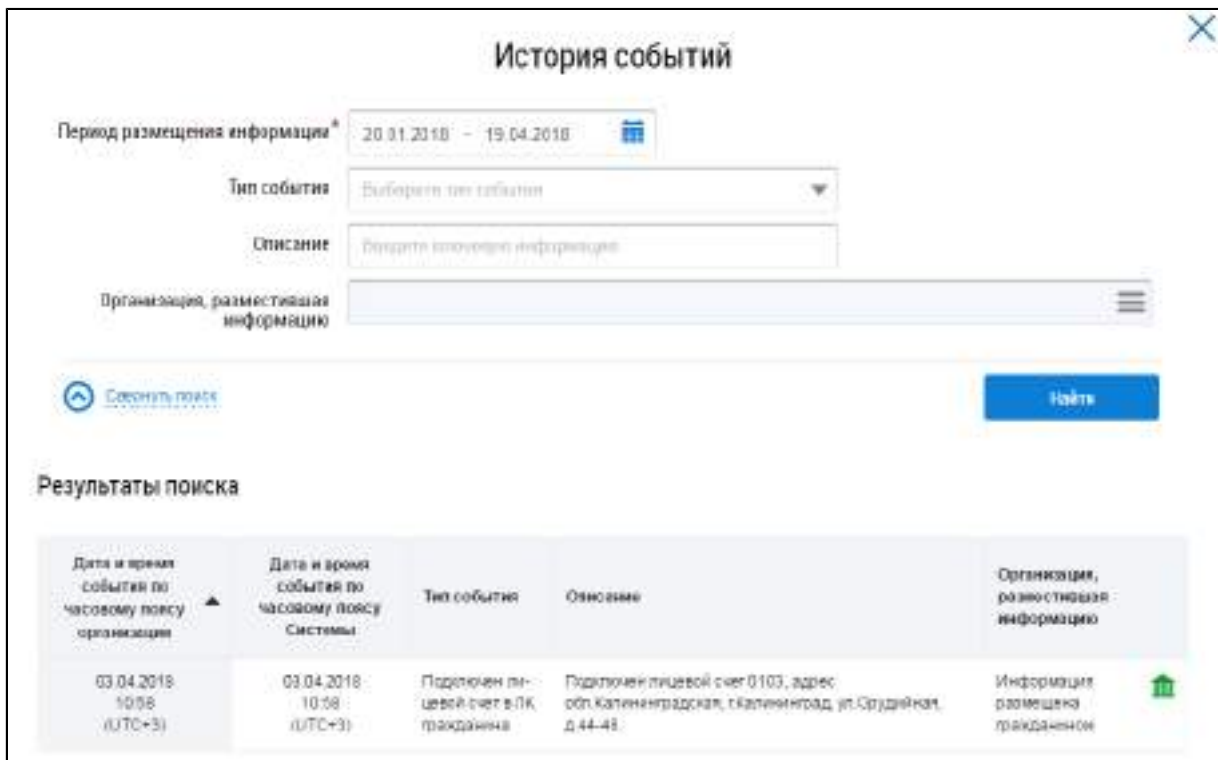 История событий
Период размещения информации*
20.01.2018 - 19.04.2018
Тип события
Выберите тип события
Описание
Введите ключевую информацию
Организация, разместившая
информацию
Свернуть поиск
Найти
Результаты поиска
Дата и время
события по
часовому поясу
организации
Дата и время
события по
часовому поясу
Системы
Тип события
Описание
Организация,
разместившая
информацию
03.04.2018
10:58
(UTC+3)
03.04.2018
10:58
(UTC+3)
Подключен ли-
цевой счет в ЛК
гражданина
Подключен лицевой счет 0103, адрес
обл.Калининградская, г.Калининград, ул.Орудийная,
д.44-48.
Информация
размещена
гражданином